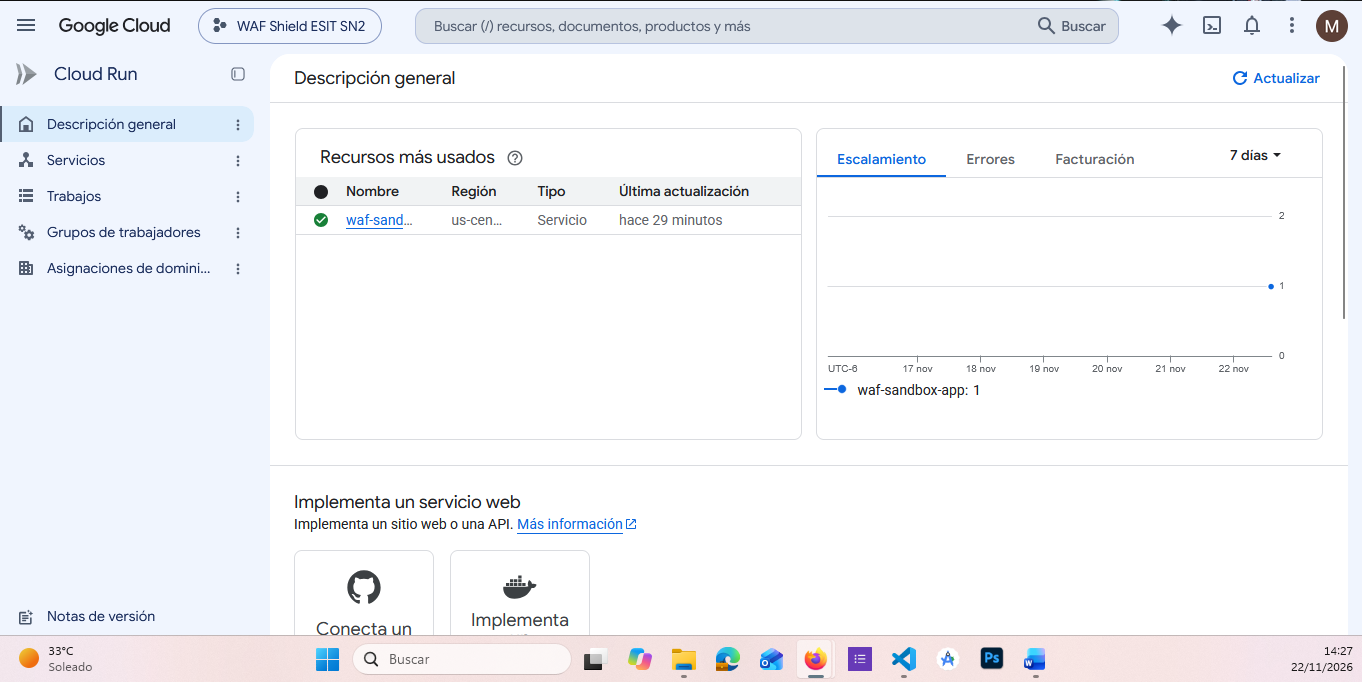 Google Cloud
WAF Shield ESIT SN2
Buscar (/) recursos, documentos, productos y más
Buscar
M
Cloud Run
Descripción general
Servicios
Trabajos
Grupos de trabajadores
Asignaciones de domini...
Notas de versión
Descripción general
Actualizar
Recursos más usados
Nombre Región Tipo Última actualización
waf-sand... us-cen... Servicio hace 29 minutos
Escalamiento Errores Facturación 7 días
2
1
0
UTC-6 17 nov 18 nov 19 nov 20 nov 21 nov 22 nov
waf-sandbox-app: 1
Implementa un servicio web
Implementa un sitio web o una API. Más información
Conecta un
Implementa
33°C
Soleado
Buscar
Ps
14:27
22/11/2026